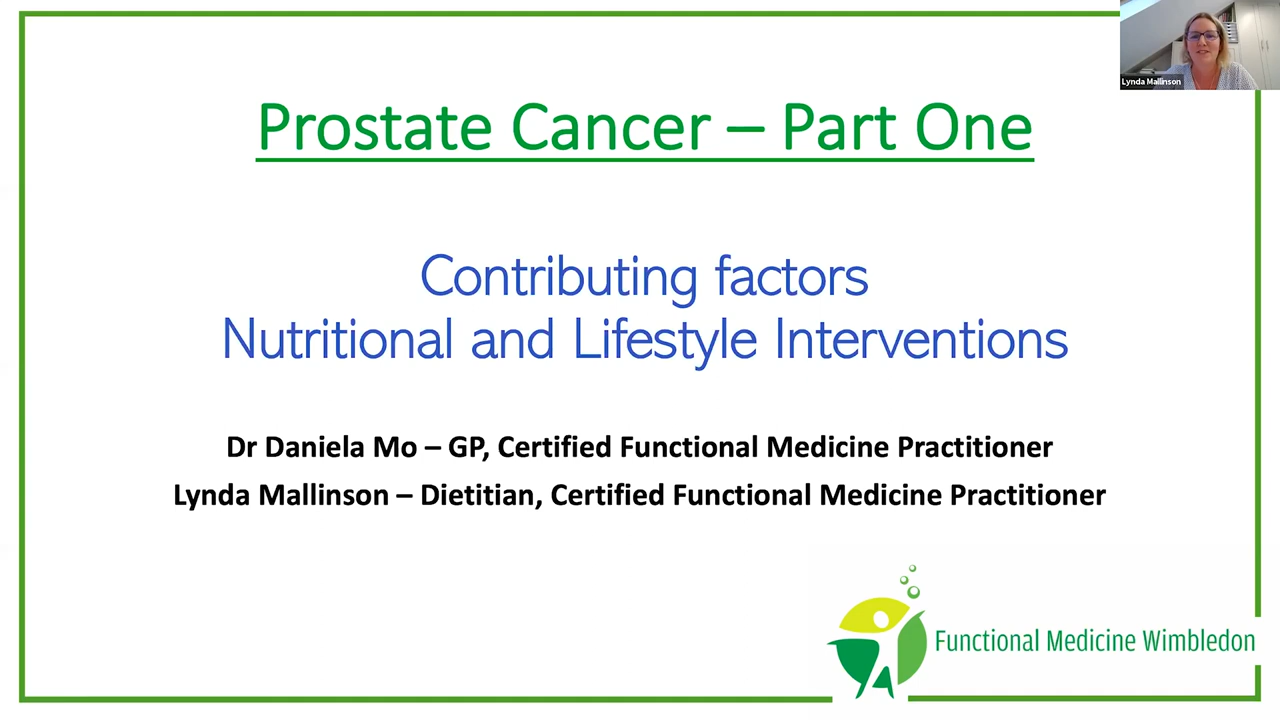 Lynda Mallinson
Prostate Cancer – Part One
Contributing factors
Nutritional and Lifestyle Interventions
Dr Daniela Mo – GP, Certified Functional Medicine Practitioner
Lynda Mallinson – Dietitian, Certified Functional Medicine Practitioner
Functional Medicine Wimbledon